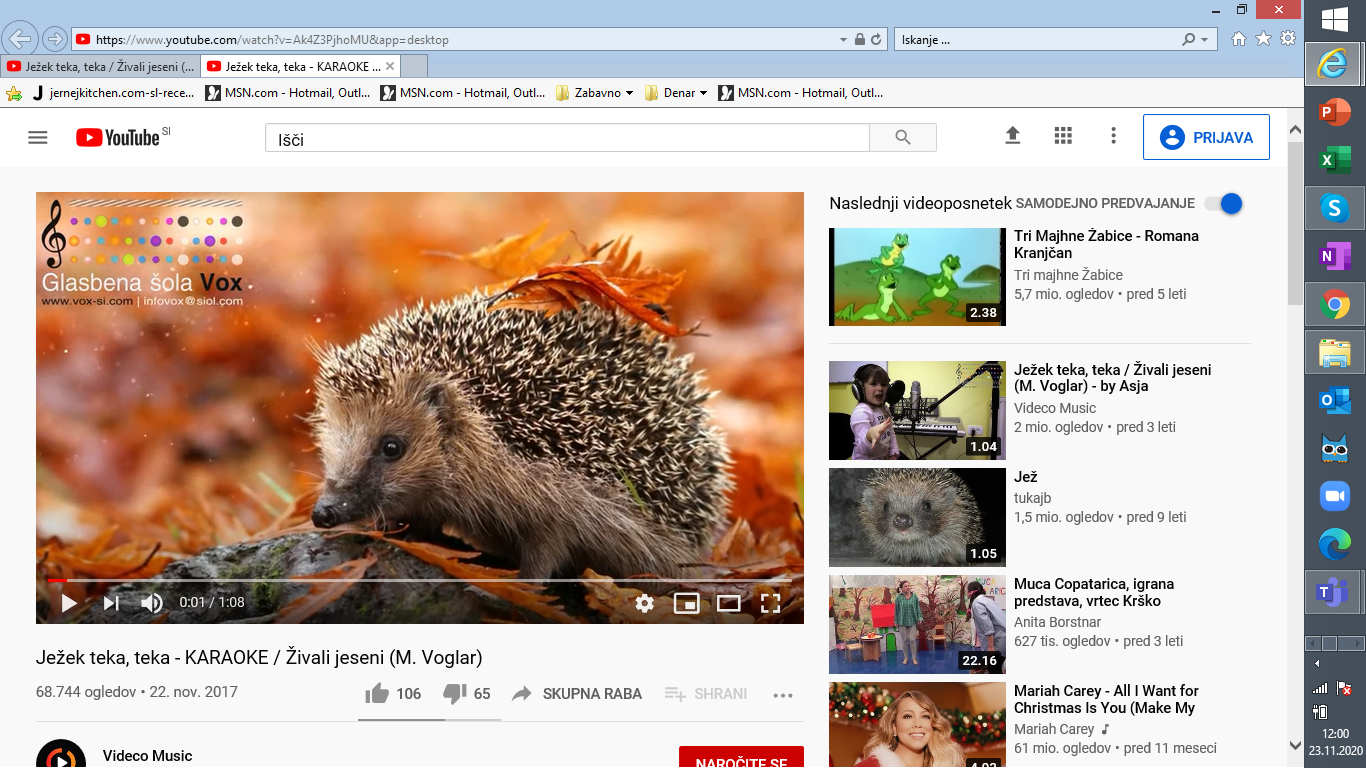 https://www.youtube.com/watch?v=Ak4Z3PjhoMU&app=desktop
Iskanje ...
Ježek teka, teka / Živali jeseni (...
Ježek teka, teka - KARAOKE ...
jernejkitchen.com-sl-rece...
MSN.com - Hotmail, Outl...
MSN.com - Hotmail, Outl...
Zabavno
Denar
MSN.com - Hotmail, Outl...
YouTube SI
Išči
PRIJAVA
Glasbena šola Vox
www.vox-si.com | infovox@siol.com
0:01 / 1:08
Ježek teka, teka - KARAOKE / Živali jeseni (M. Voglar)
68.744 ogledov • 22. nov. 2017
106
65
SKUPNA RABA
SHRANI
Videco Music
NAROČITE SE
Naslednji videoposnetek
SAMODEJNO PREDVAJANJE
2.38
Tri Majhne Žabice - Romana
Kranjčan
Tri majhne Žabice
5,7 mio. ogledov • pred 5 leti
1.04
Ježek teka, teka / Živali jeseni
(M. Voglar) - by Asja
Videco Music
2 mio. ogledov • pred 3 leti
1.05
Jež
tukajb
1,5 mio. ogledov • pred 9 leti
22.16
Muca Copatarica, igrana
predstava, vrtec Krško
Anita Borstnar
627 tis. ogledov • pred 3 leti
Mariah Carey - All I Want for
Christmas Is You (Make My
Mariah Carey
61 mio. ogledov • pred 11 meseci
12:00
23.11.2020